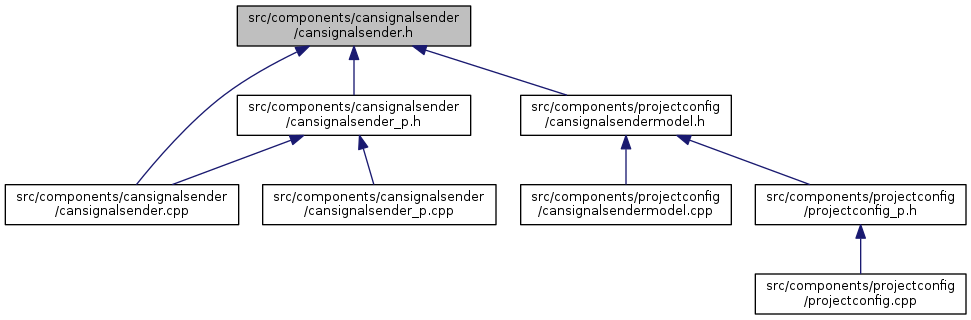 src/components/cansignalsender
/cansignalsender.h
src/components/cansignalsender
/cansignalsender_p.h
src/components/projectconfig
/cansignalsendermodel.h
src/components/cansignalsender
/cansignalsender.cpp
src/components/cansignalsender
/cansignalsender_p.cpp
src/components/projectconfig
/cansignalsendermodel.cpp
src/components/projectconfig
/projectconfig_p.h
src/components/projectconfig
/projectconfig.cpp